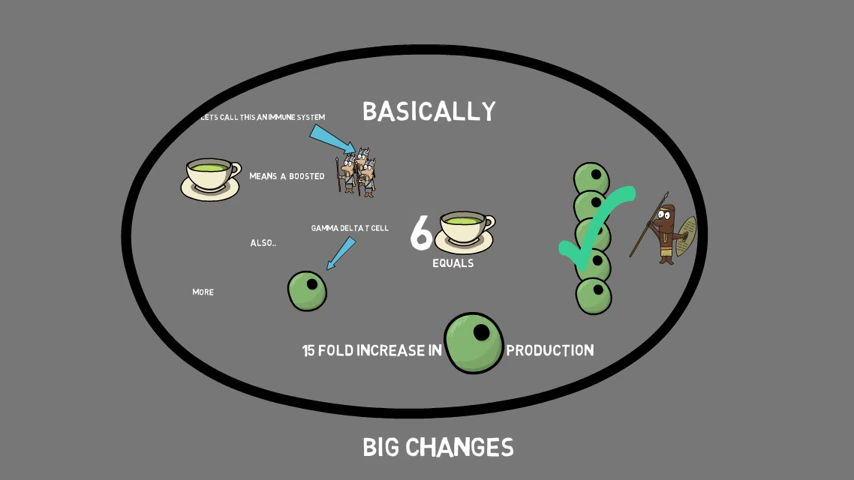 BASICALLY
LETS CALL THIS AN IMMUNE SYSTEM
MEANS A BOOSTED
GAMMA DELTA T CELL
ALSO..
6
EQUALS
MORE
15 FOLD INCREASE IN PRODUCTION
BIG CHANGES